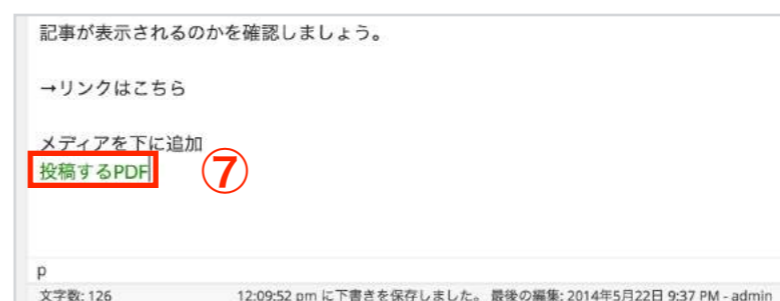 記事が表示されるのかを確認しましょう。
→リンクはこちら
メディアを下に追加
投稿するPDF ⑦
p
文字数: 126 12:09:52 pm に下書きを保存しました。 最後の編集: 2014年5月22日 9:37 PM - admin